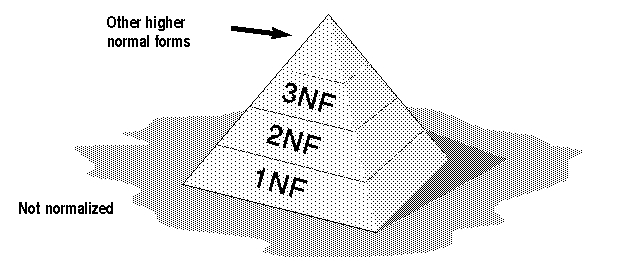 Other higher
normal forms
3NF
2NF
1NF
Not normalized